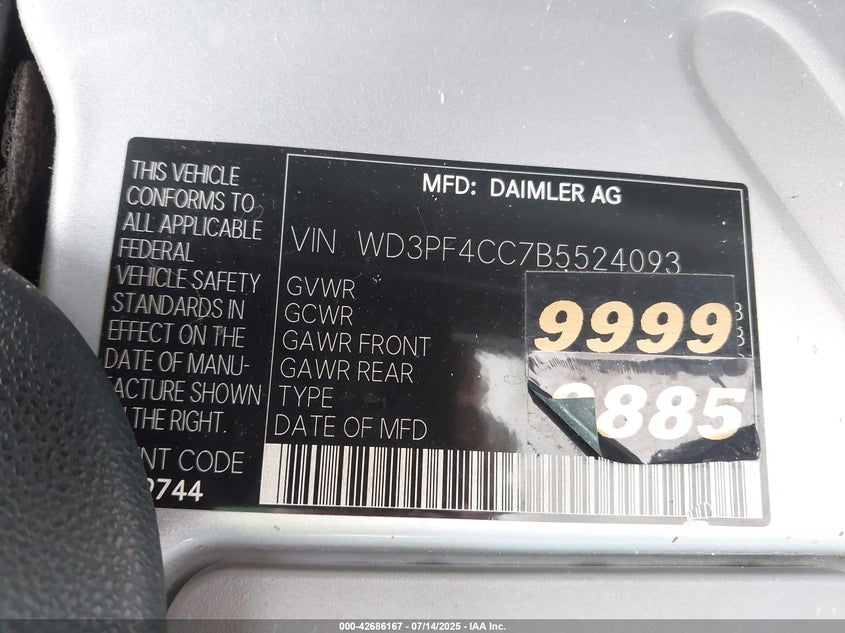 THIS VEHICLE
CONFORMS TO
ALL APPLICABLE
FEDERAL
VEHICLE SAFETY
STANDARDS IN
EFFECT ON THE
DATE OF MANU-
FACTURE SHOWN
THE RIGHT.
CODE
MFD: DAIMLER AG
VIN WD3PF4CC7B5524093
GVWR
GCWR
GAWR FRONT
GAWR REAR
TYPE
DATE OF MFD
9999
885
000-42686167 - 07/14/2025 - IAA Inc.